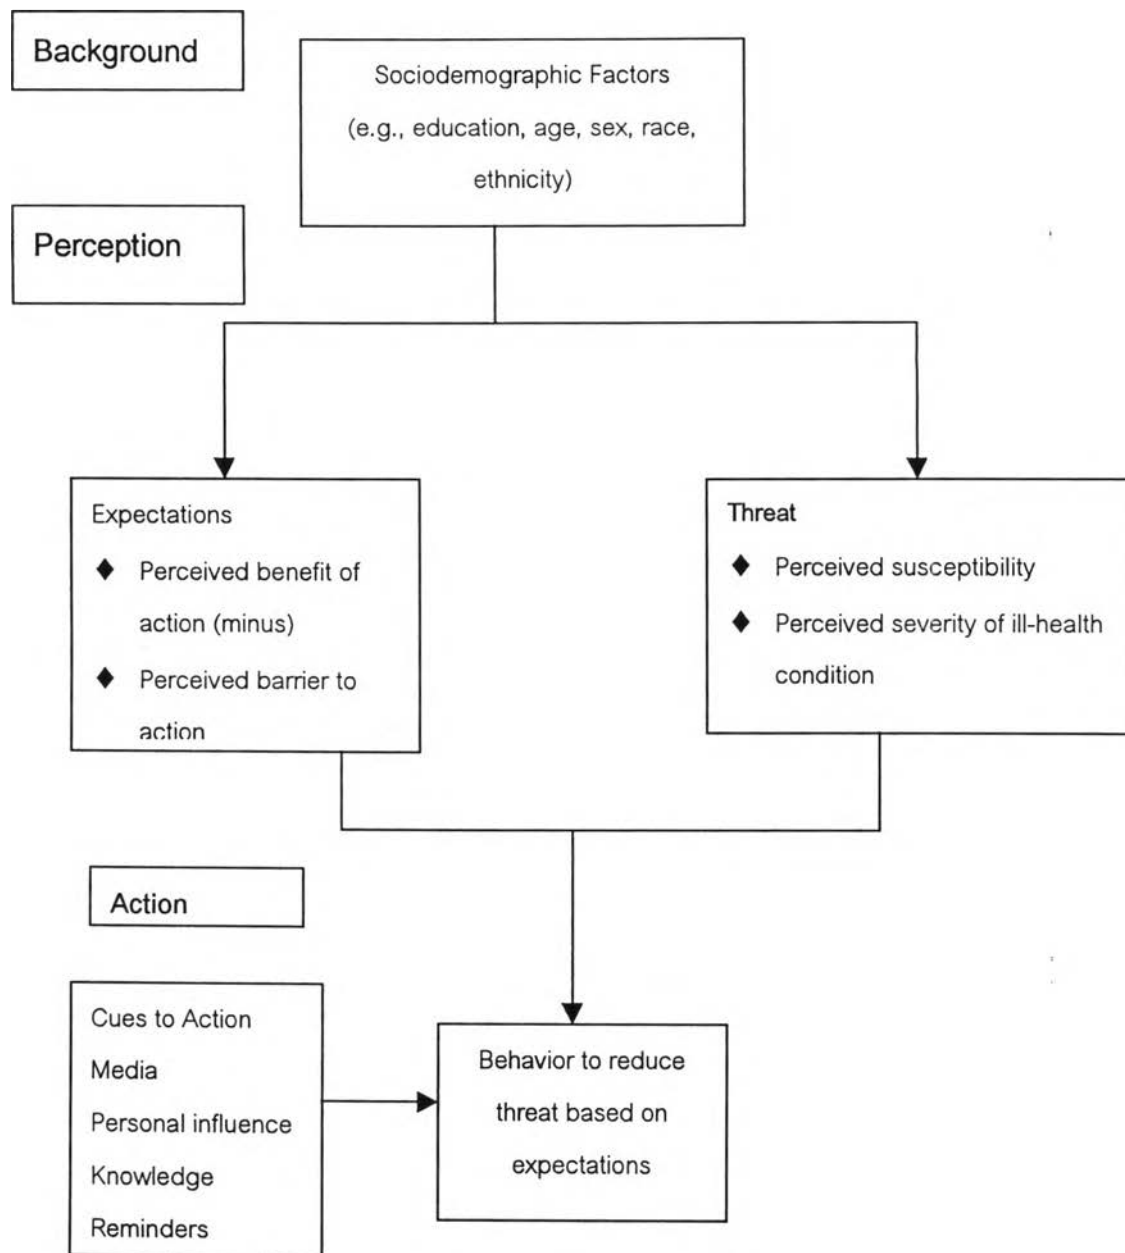 Background
Sociodemographic Factors
(e.g., education, age, sex, race,
ethnicity)
Perception
Expectations
♦ Perceived benefit of
action (minus)
♦ Perceived barrier to
action
Threat
♦ Perceived susceptibility
♦ Perceived severity of ill-health
condition
Action
Cues to Action
Media
Personal influence
Knowledge
Reminders
Behavior to reduce
threat based on
expectations